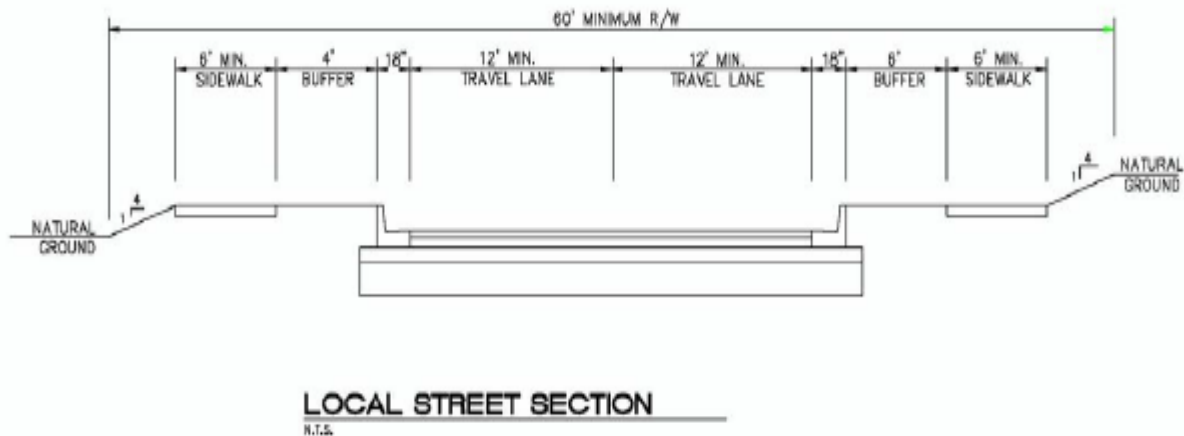 60' MINIMUM R/W
6' MIN. 4' 18" 12' MIN. 12' MIN. 18" 6' 6' MIN.
SIDEWALK BUFFER TRAVEL LANE TRAVEL LANE BUFFER SIDEWALK
4
1
NATURAL
GROUND
4
1
NATURAL
GROUND
LOCAL STREET SECTION
N.T.S.